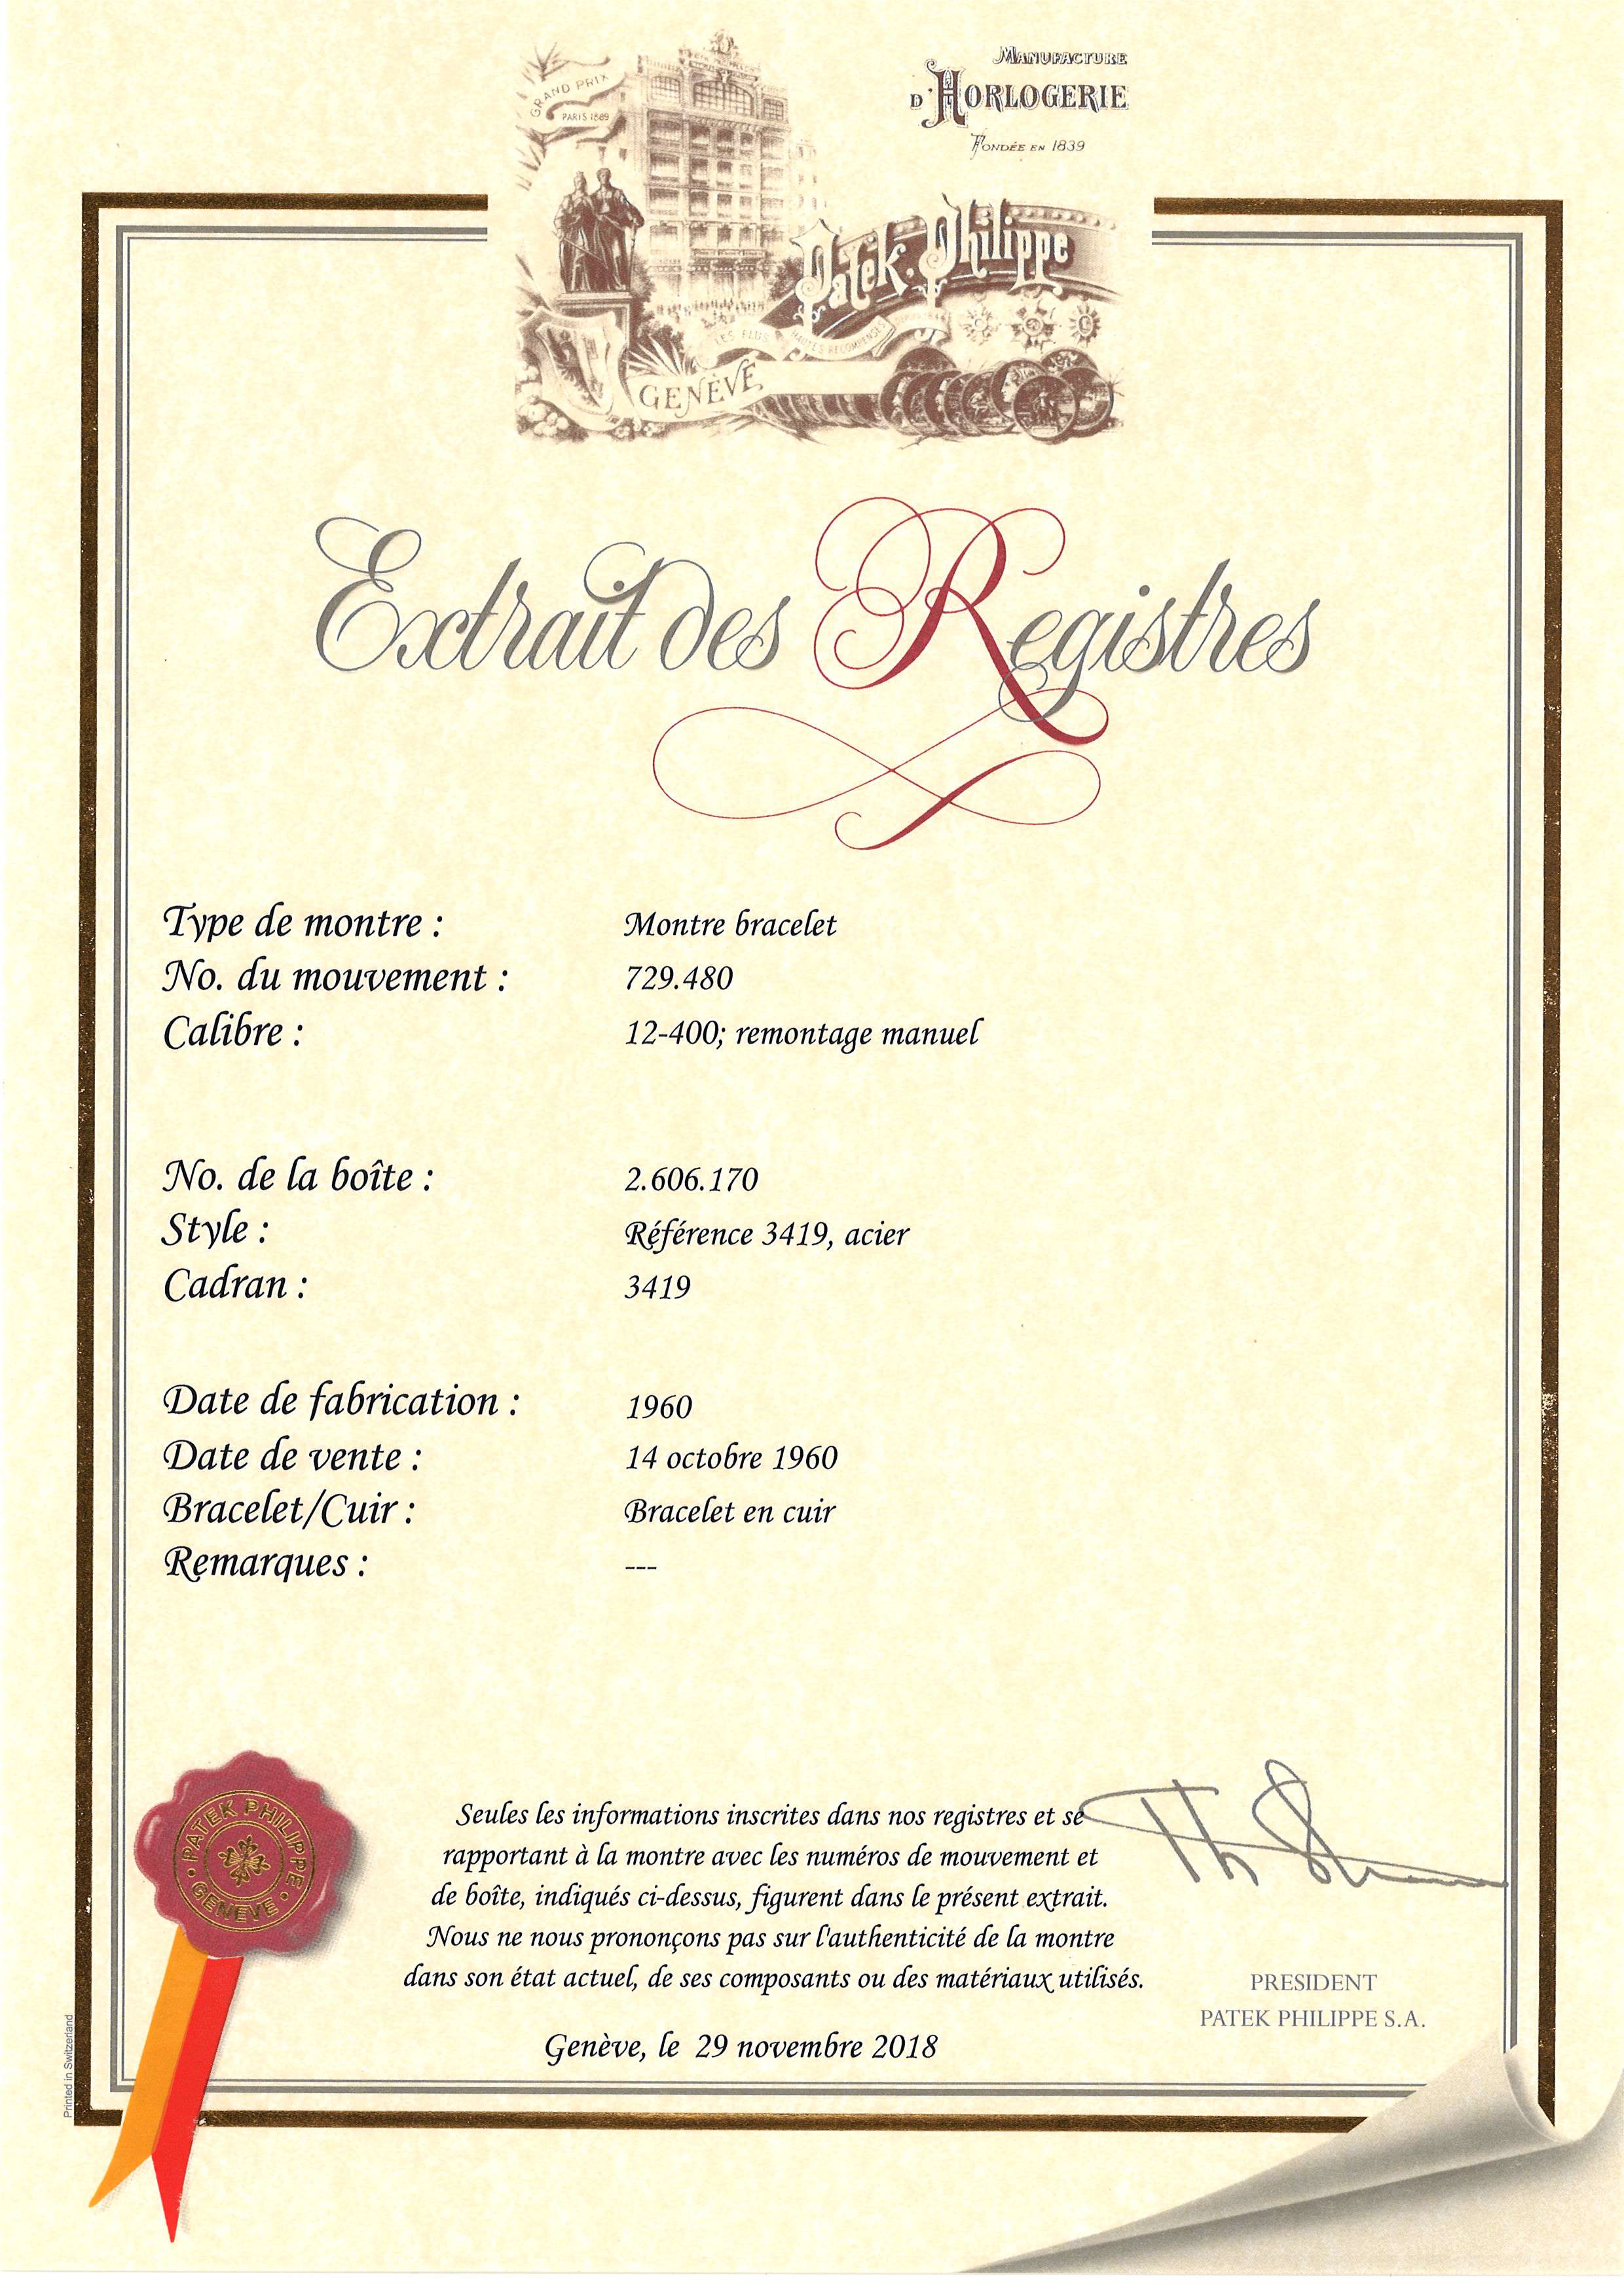 MANUFACTURE
D'HORLOGERIE
FONDÉE EN 1839
GRAND PRIX
PARIS 1889
Patek Philippe
LES PLUS HAUTES RECOMPENSES
GENÈVE
Extrait des Registres
Type de montre : Montre bracelet
No. du mouvement : 729.480
Calibre : 12-400; remontage manuel
No. de la boîte : 2.606.170
Style : Référence 3419, acier
Cadran : 3419
Date de fabrication : 1960
Date de vente : 14 octobre 1960
Bracelet/Cuir : Bracelet en cuir
Remarques : ---
PATEK PHILIPPE
GENEVE
Seules les informations inscrites dans nos registres et se
rapportant à la montre avec les numéros de mouvement et
de boîte, indiqués ci-dessus, figurent dans le présent extrait.
Nous ne nous prononçons pas sur l'authenticité de la montre
dans son état actuel, de ses composants ou des matériaux utilisés.
Genève, le 29 novembre 2018
PRESIDENT
PATEK PHILIPPE S.A.
Printed in Switzerland